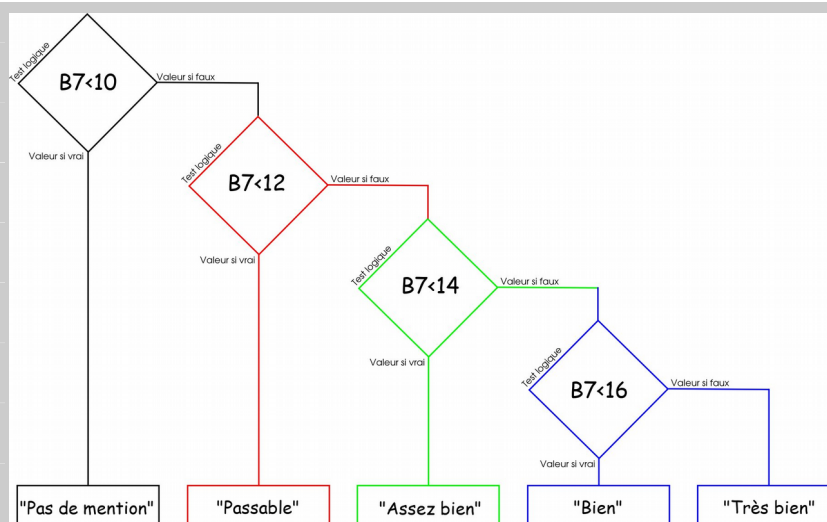 Test logique
B7<10
Valeur si faux
Valeur si vrai
Test logique
B7<12
Valeur si faux
Valeur si vrai
Test logique
B7<14
Valeur si faux
Valeur si vrai
Test logique
B7<16
Valeur si faux
Valeur si vrai
"Pas de mention"
"Passable"
"Assez bien"
"Bien"
"Très bien"